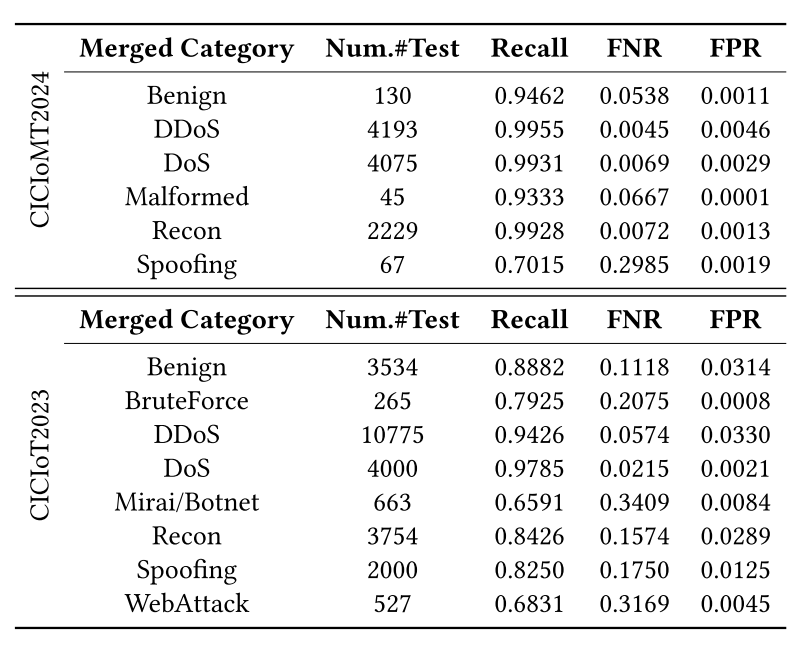 CICIoMT2024
Merged Category Num.#Test Recall FNR FPR
Benign 130 0.9462 0.0538 0.0011
DDoS 4193 0.9955 0.0045 0.0046
DoS 4075 0.9931 0.0069 0.0029
Malformed 45 0.9333 0.0667 0.0001
Recon 2229 0.9928 0.0072 0.0013
Spoofing 67 0.7015 0.2985 0.0019
CICIoT2023
Merged Category Num.#Test Recall FNR FPR
Benign 3534 0.8882 0.1118 0.0314
BruteForce 265 0.7925 0.2075 0.0008
DDoS 10775 0.9426 0.0574 0.0330
DoS 4000 0.9785 0.0215 0.0021
Mirai/Botnet 663 0.6591 0.3409 0.0084
Recon 3754 0.8426 0.1574 0.0289
Spoofing 2000 0.8250 0.1750 0.0125
WebAttack 527 0.6831 0.3169 0.0045